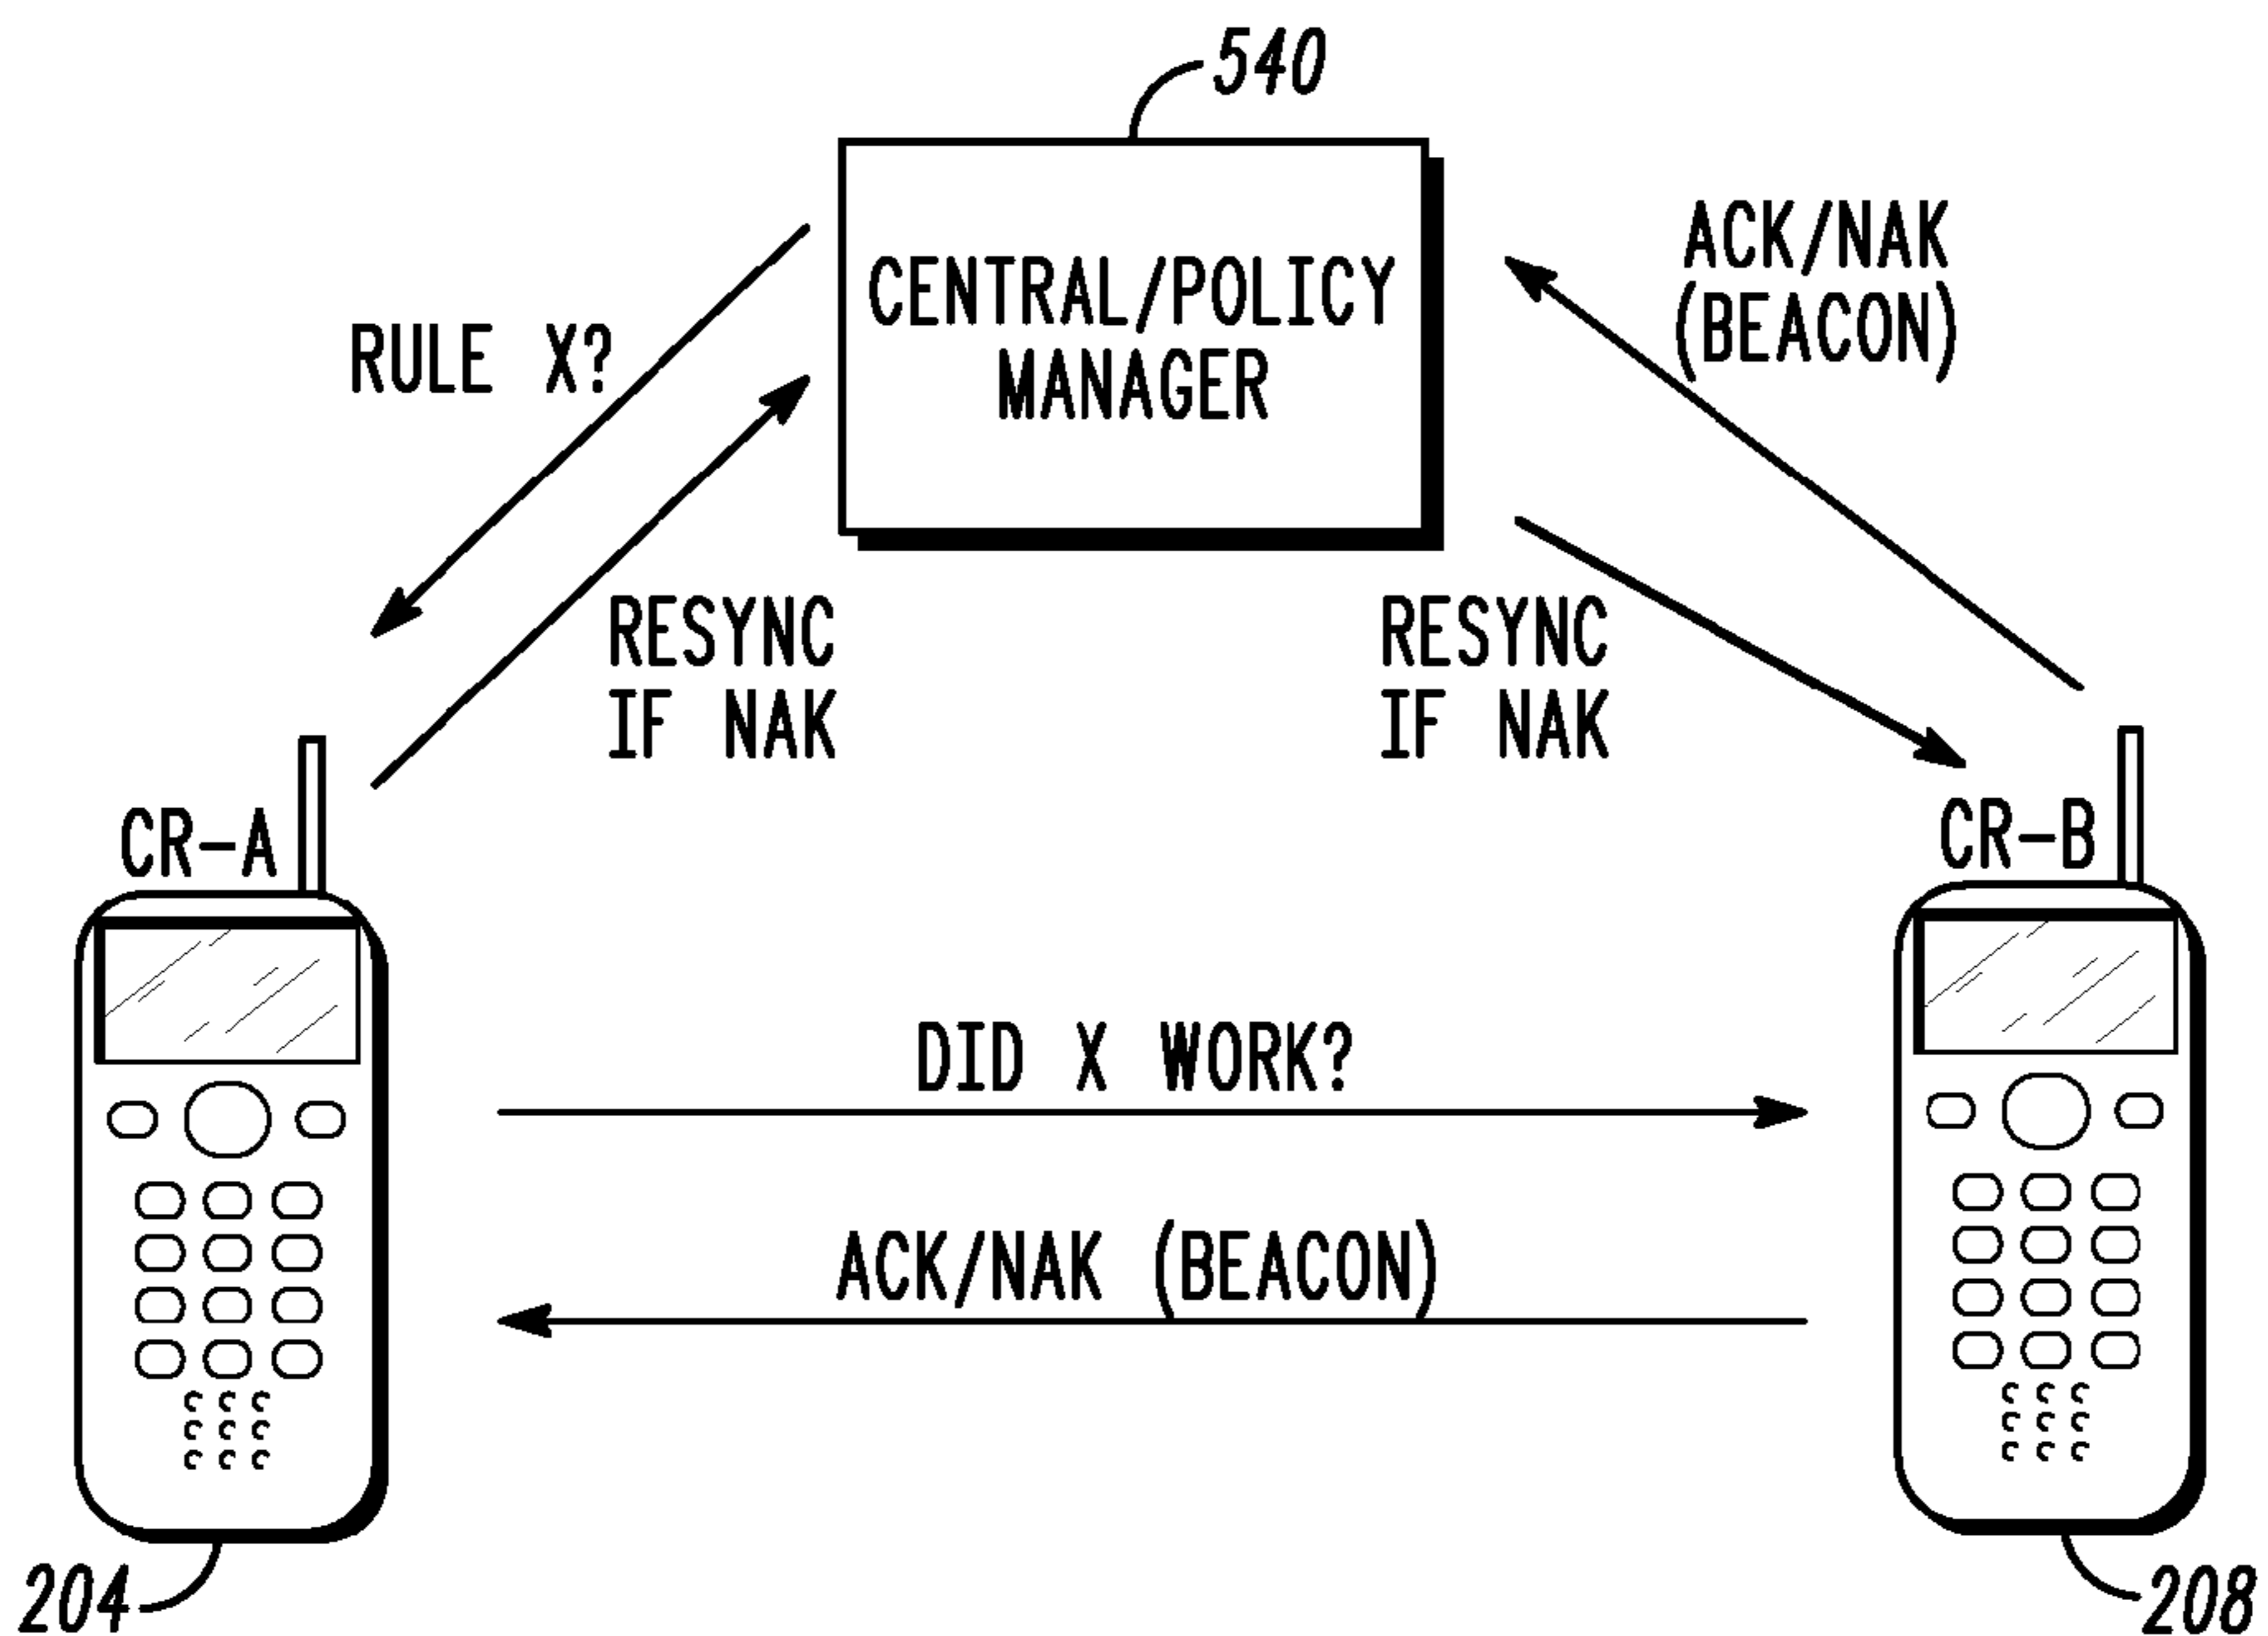 540
CENTRAL/POLICY
MANAGER
ACK/NAK
(BEACON)
RULE X?
RESYNC
IF NAK
RESYNC
IF NAK
CR-A
CR-B
DID X WORK?
ACK/NAK (BEACON)
204
208